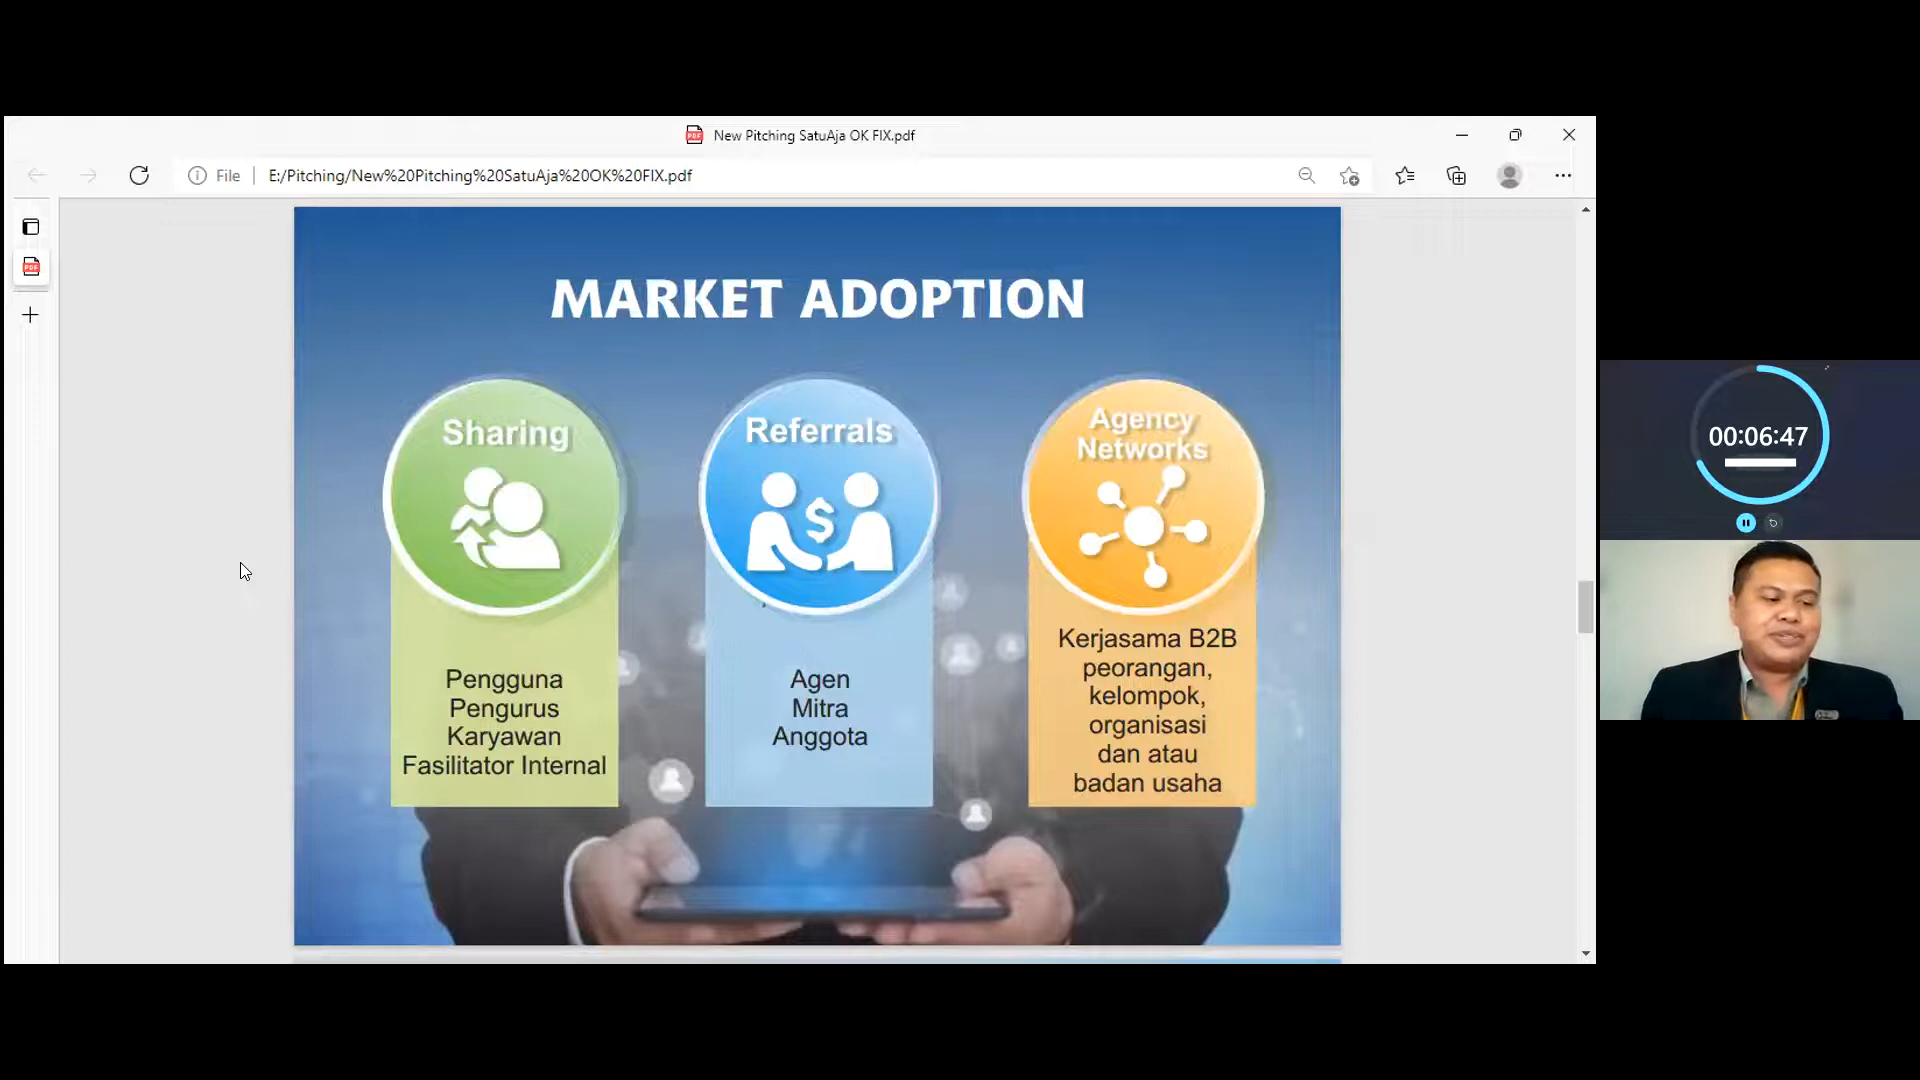 New Pitching SatuAja OK FIX.pdf
File
E:/Pitching/New%20Pitching%20SatuAja%20OK%20FIX.pdf
MARKET ADOPTION
Sharing
Pengguna
Pengurus
Karyawan
Fasilitator Internal
Referrals
$
Agen
Mitra
Anggota
Agency
Networks
Kerjasama B2B
peorangan,
kelompok,
organisasi
dan atau
badan usaha
00:06:47